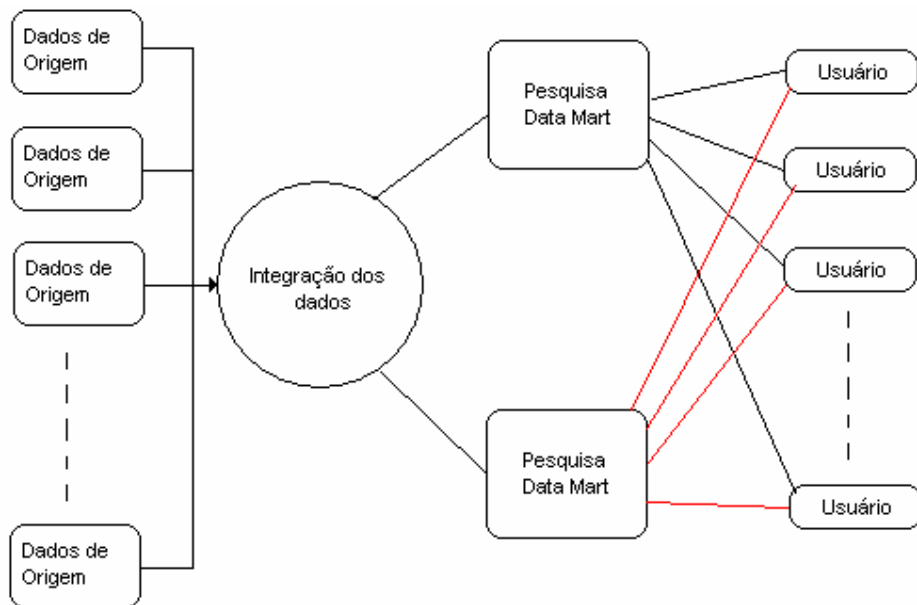 Dados de
Origem
Dados de
Origem
Dados de
Origem
Dados de
Origem
Integração dos
dados
Pesquisa
Data Mart
Pesquisa
Data Mart
Usuário
Usuário
Usuário
Usuário